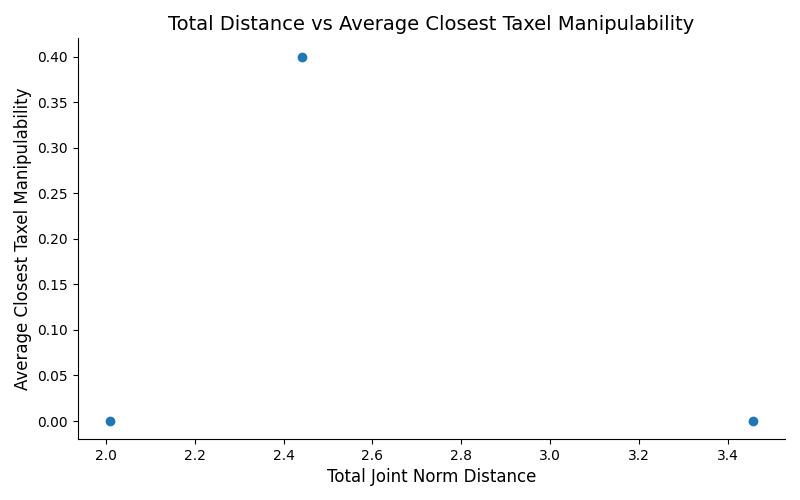 Total Distance vs Average Closest Taxel Manipulability
Average Closest Taxel Manipulability
0.40
0.35
0.30
0.25
0.20
0.15
0.10
0.05
0.00
2.0 2.2 2.4 2.6 2.8 3.0 3.2 3.4
Total Joint Norm Distance